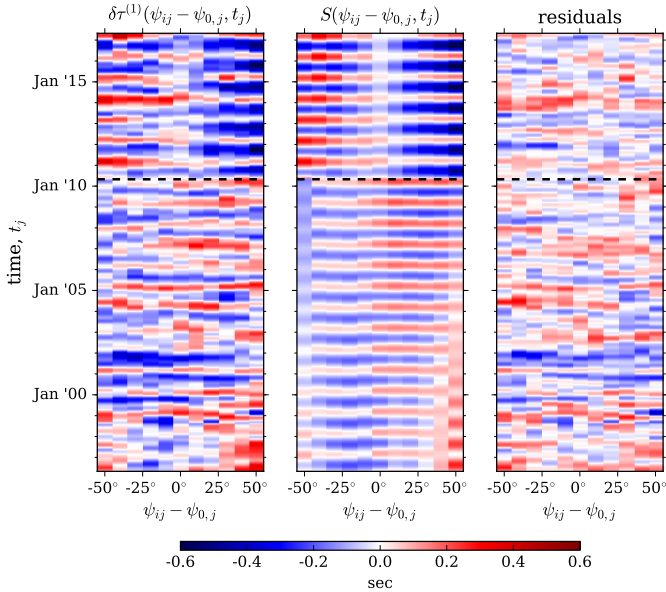 δτ⁽¹⁾(ψij − ψ0,j, tj)
S(ψij − ψ0,j, tj)
residuals
time, tj
Jan '15
Jan '10
Jan '05
Jan '00
-50° -25° 0° 25° 50°
-50° -25° 0° 25° 50°
-50° -25° 0° 25° 50°
ψij − ψ0,j
ψij − ψ0,j
ψij − ψ0,j
-0.6 -0.4 -0.2 0.0 0.2 0.4 0.6
sec